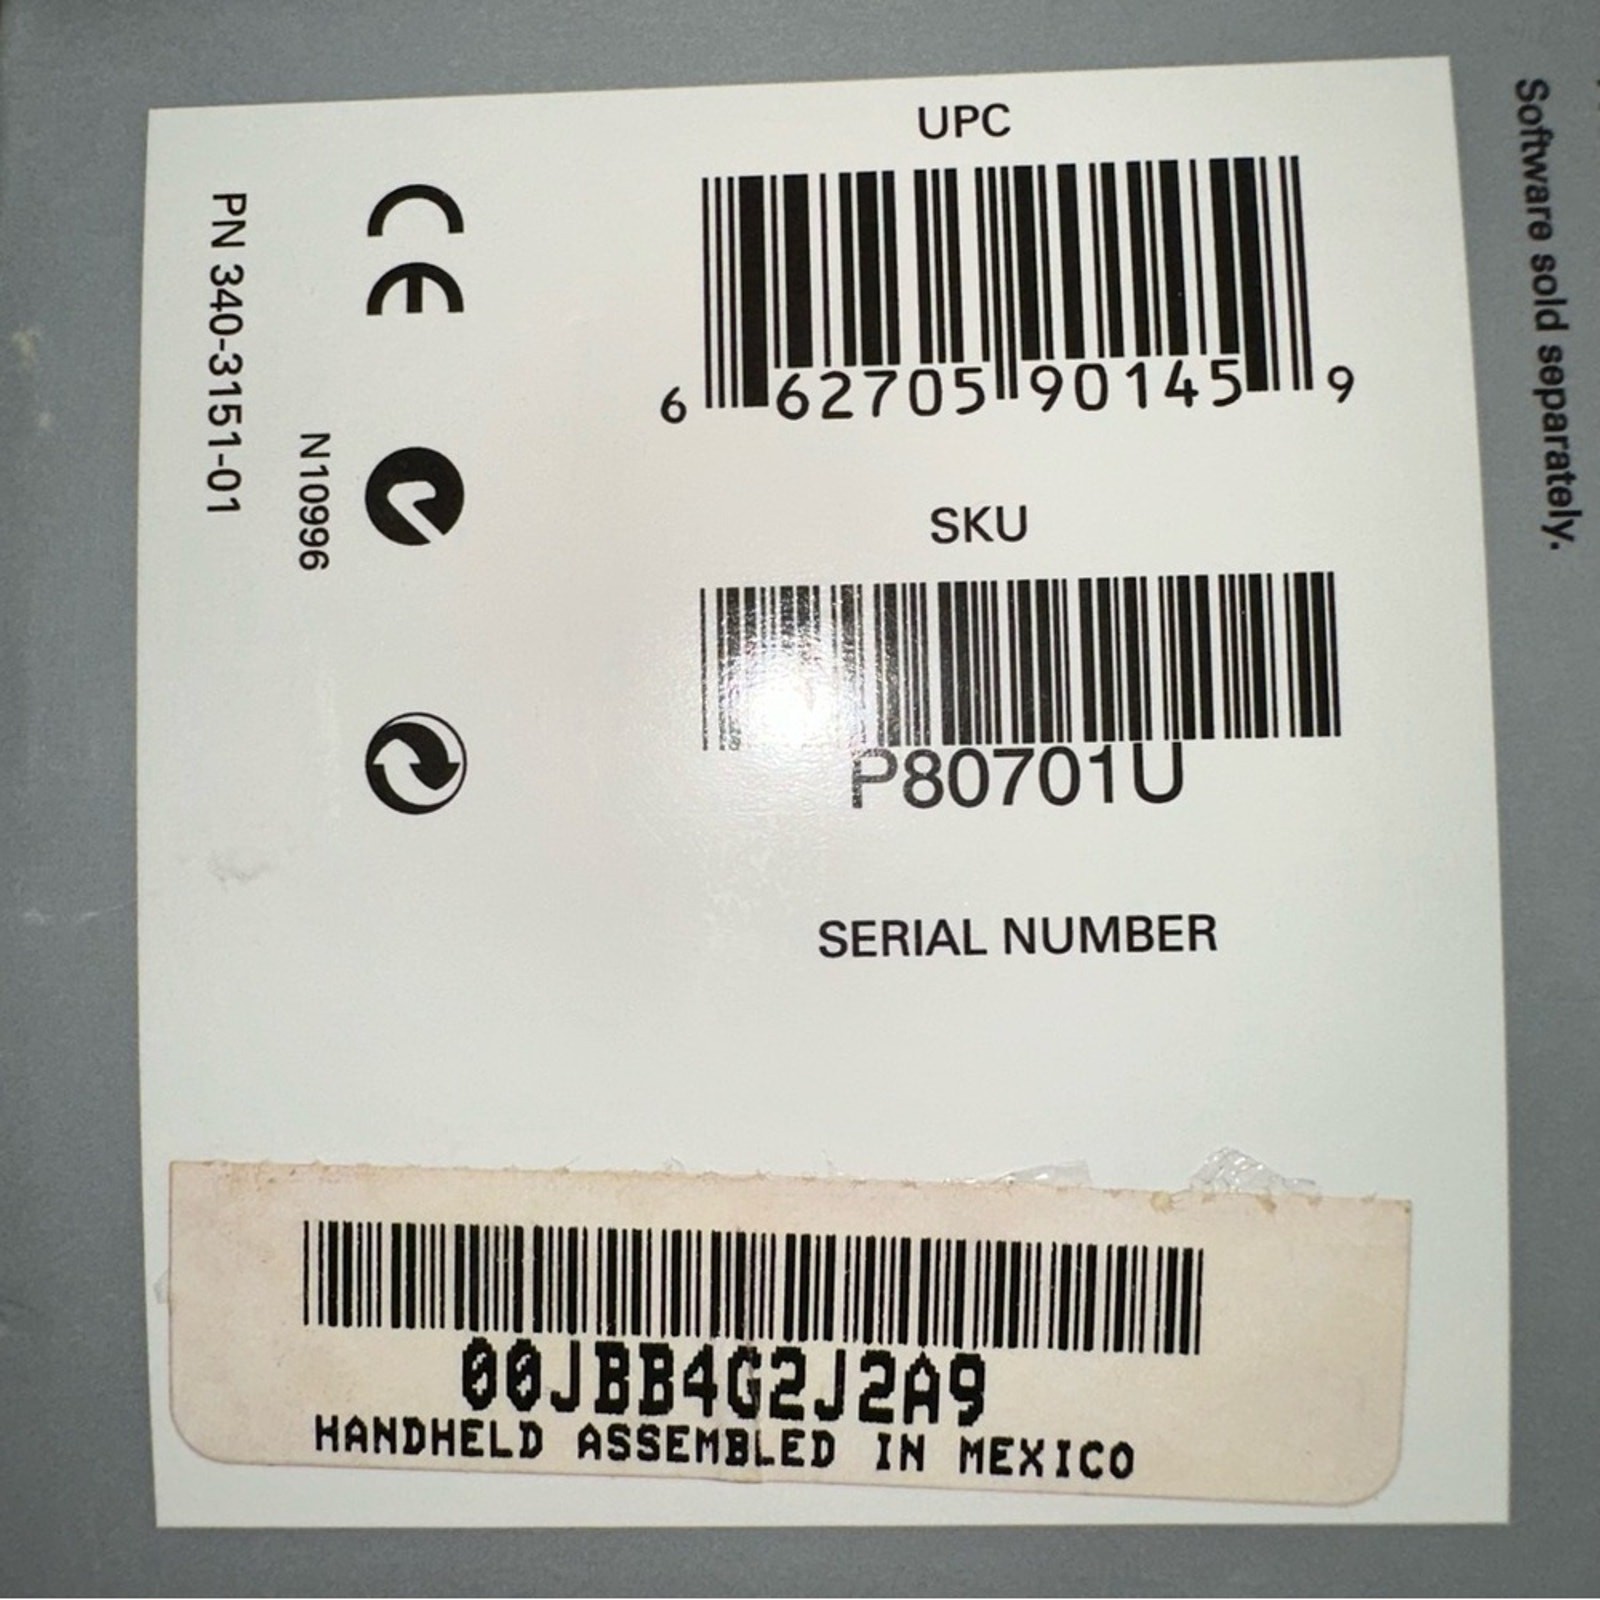 UPC
6 62705 90145 9
SKU
P80701U
SERIAL NUMBER
00JBB4G2J2A9
HANDHELD ASSEMBLED IN MEXICO
CE
N10996
PN 340-3151-01
Software sold separately.